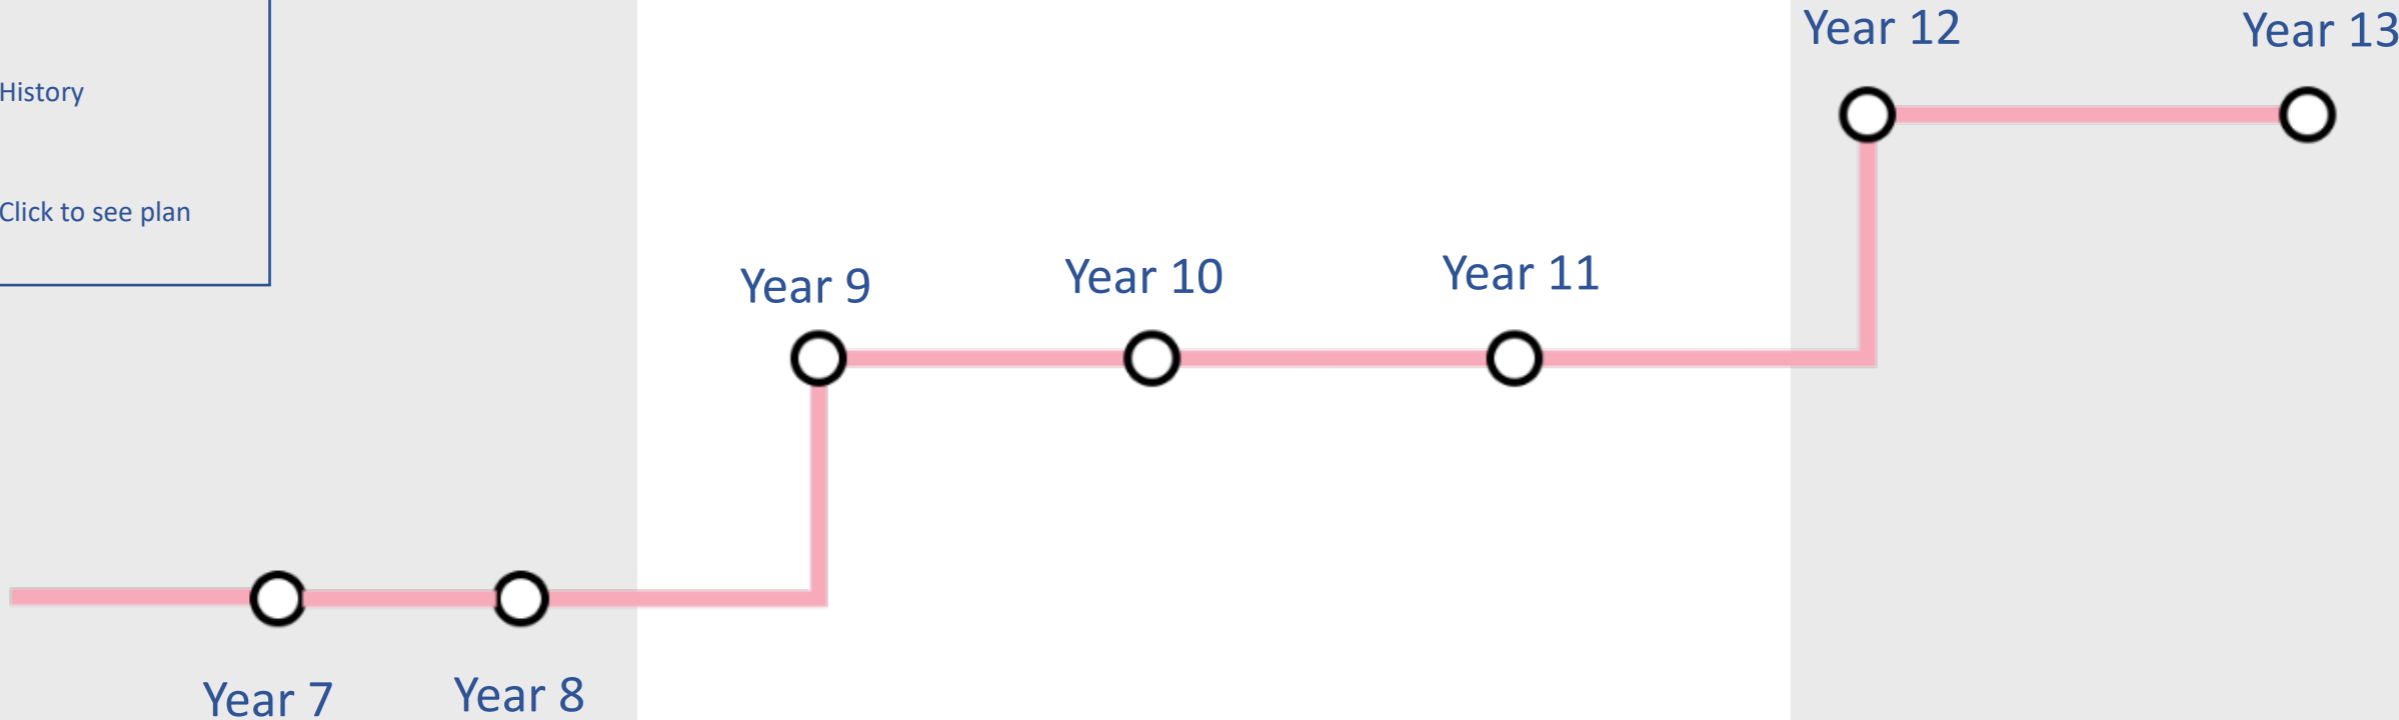 Year 12
Year 13
History
Click to see plan
Year 9
Year 10
Year 11
Year 7
Year 8